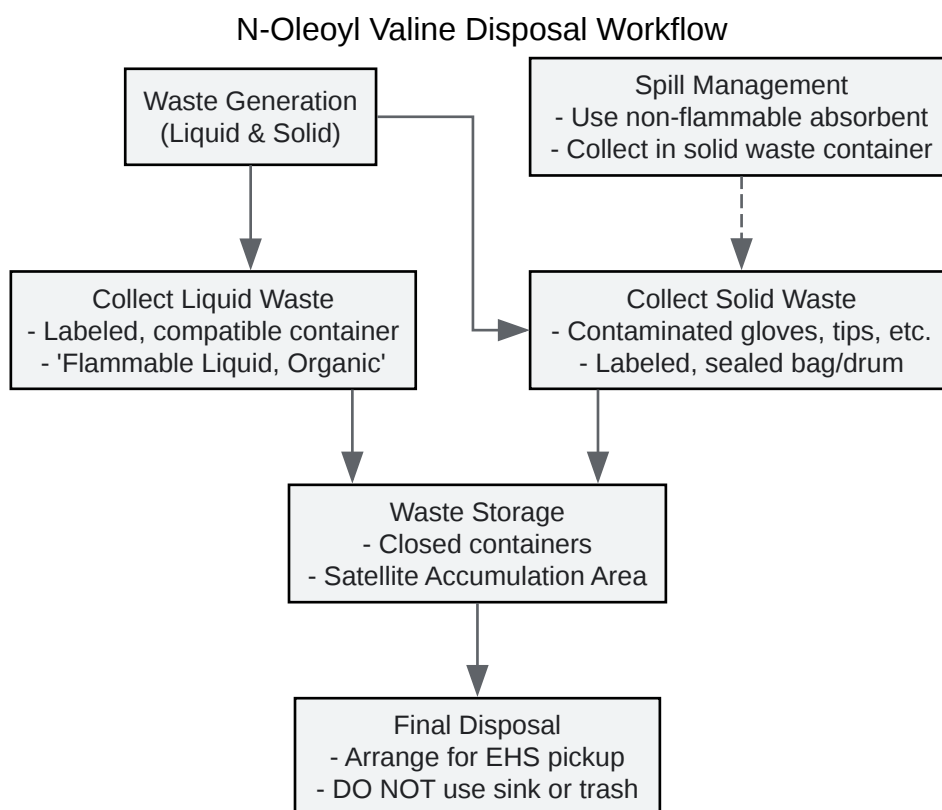 N-Oleoyl Valine Disposal Workflow
Waste Generation
(Liquid & Solid)
Spill Management
- Use non-flammable absorbent
- Collect in solid waste container
Collect Liquid Waste
- Labeled, compatible container
- 'Flammable Liquid, Organic'
Collect Solid Waste
- Contaminated gloves, tips, etc.
- Labeled, sealed bag/drum
Waste Storage
- Closed containers
- Satellite Accumulation Area
Final Disposal
- Arrange for EHS pickup
- DO NOT use sink or trash